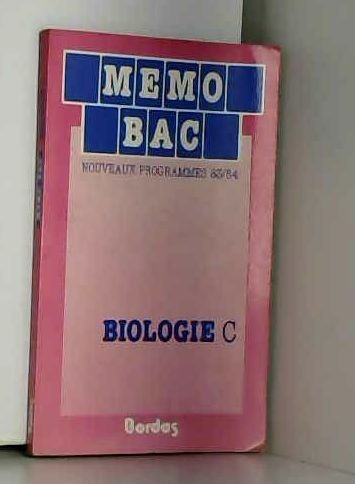 MEMO
BAC
NOUVEAUX PROGRAMMES 83/84
BIOLOGIE C
Bordas